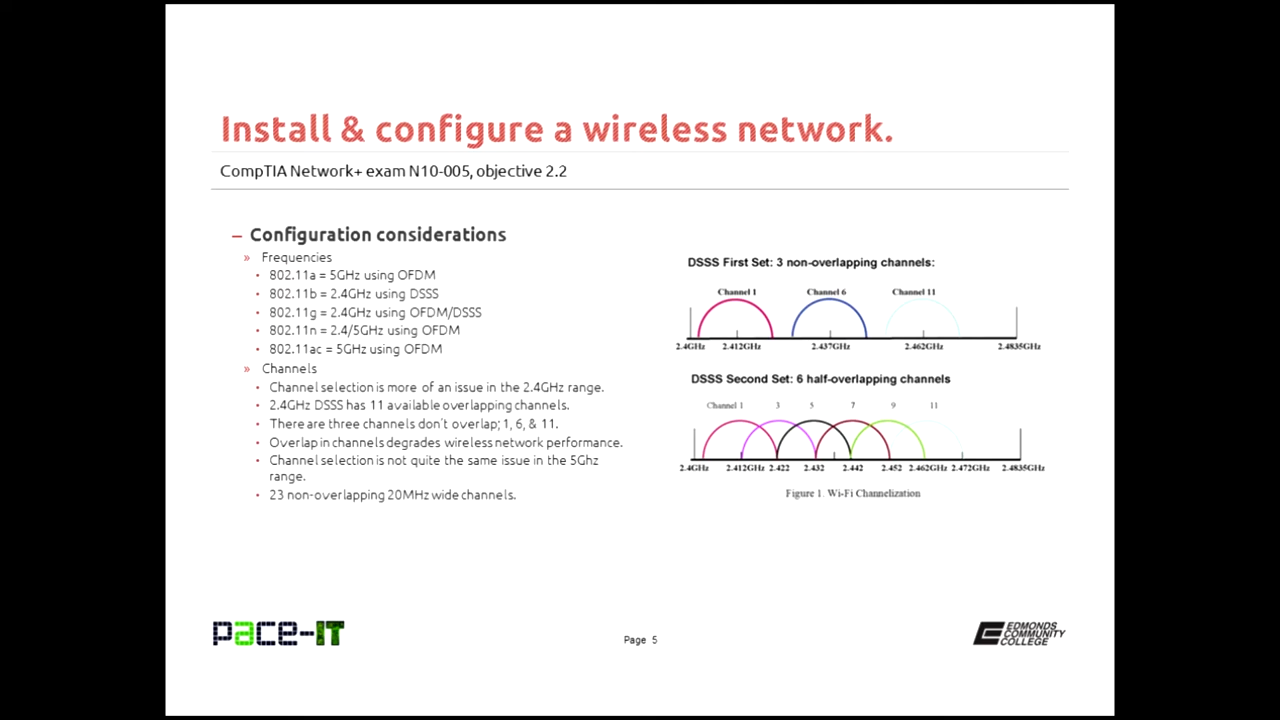 Install & configure a wireless network.
CompTIA Network+ exam N10-005, objective 2.2
– Configuration considerations
» Frequencies
• 802.11a = 5GHz using OFDM
• 802.11b = 2.4GHz using DSSS
• 802.11g = 2.4GHz using OFDM/DSSS
• 802.11n = 2.4/5GHz using OFDM
• 802.11ac = 5GHz using OFDM
» Channels
• Channel selection is more of an issue in the 2.4GHz range.
• 2.4GHz DSSS has 11 available overlapping channels.
• There are three channels don't overlap; 1, 6, & 11.
• Overlap in channels degrades wireless network performance.
• Channel selection is not quite the same issue in the 5Ghz
range.
• 23 non-overlapping 20MHz wide channels.
DSSS First Set: 3 non-overlapping channels:
Channel 1 Channel 6 Channel 11
2.4GHz 2.412GHz 2.437GHz 2.462GHz 2.4835GHz
DSSS Second Set: 6 half-overlapping channels
Channel 1 3 5 7 9 11
2.4GHz 2.412GHz 2.422 2.432 2.442 2.452 2.462GHz 2.472GHz 2.4835GHz
Figure 1. Wi-Fi Channelization
pace-IT
Page 5
EDMONDS
COMMUNITY
COLLEGE